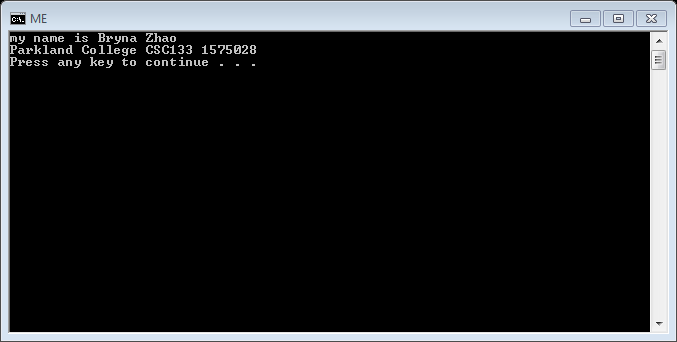 ME
my name is Bryna Zhao
Parkland College CSC133 1575028
Press any key to continue . . .